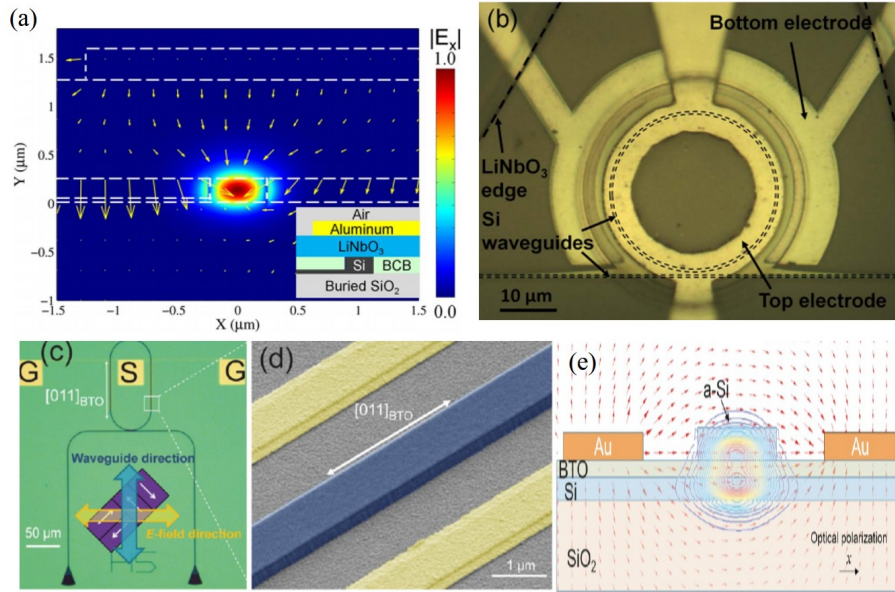 (a)
|Eₓ|
1.0
0.0
Y (µm)
1.5
1
0.5
0
−0.5
−1
−1.5
−1
−0.5
0
0.5
1
1.5
X (µm)
Air
Aluminum
LiNbO₃
Si
BCB
Buried SiO₂
(b)
Bottom electrode
LiNbO₃
edge
Si
waveguides
Top electrode
10 µm
(c)
G
S
G
[011]BTO
Waveguide direction
E-field direction
50 µm
(d)
[011]BTO
1 µm
(e)
a-Si
Au
Au
BTO
Si
SiO₂
Optical polarization
x